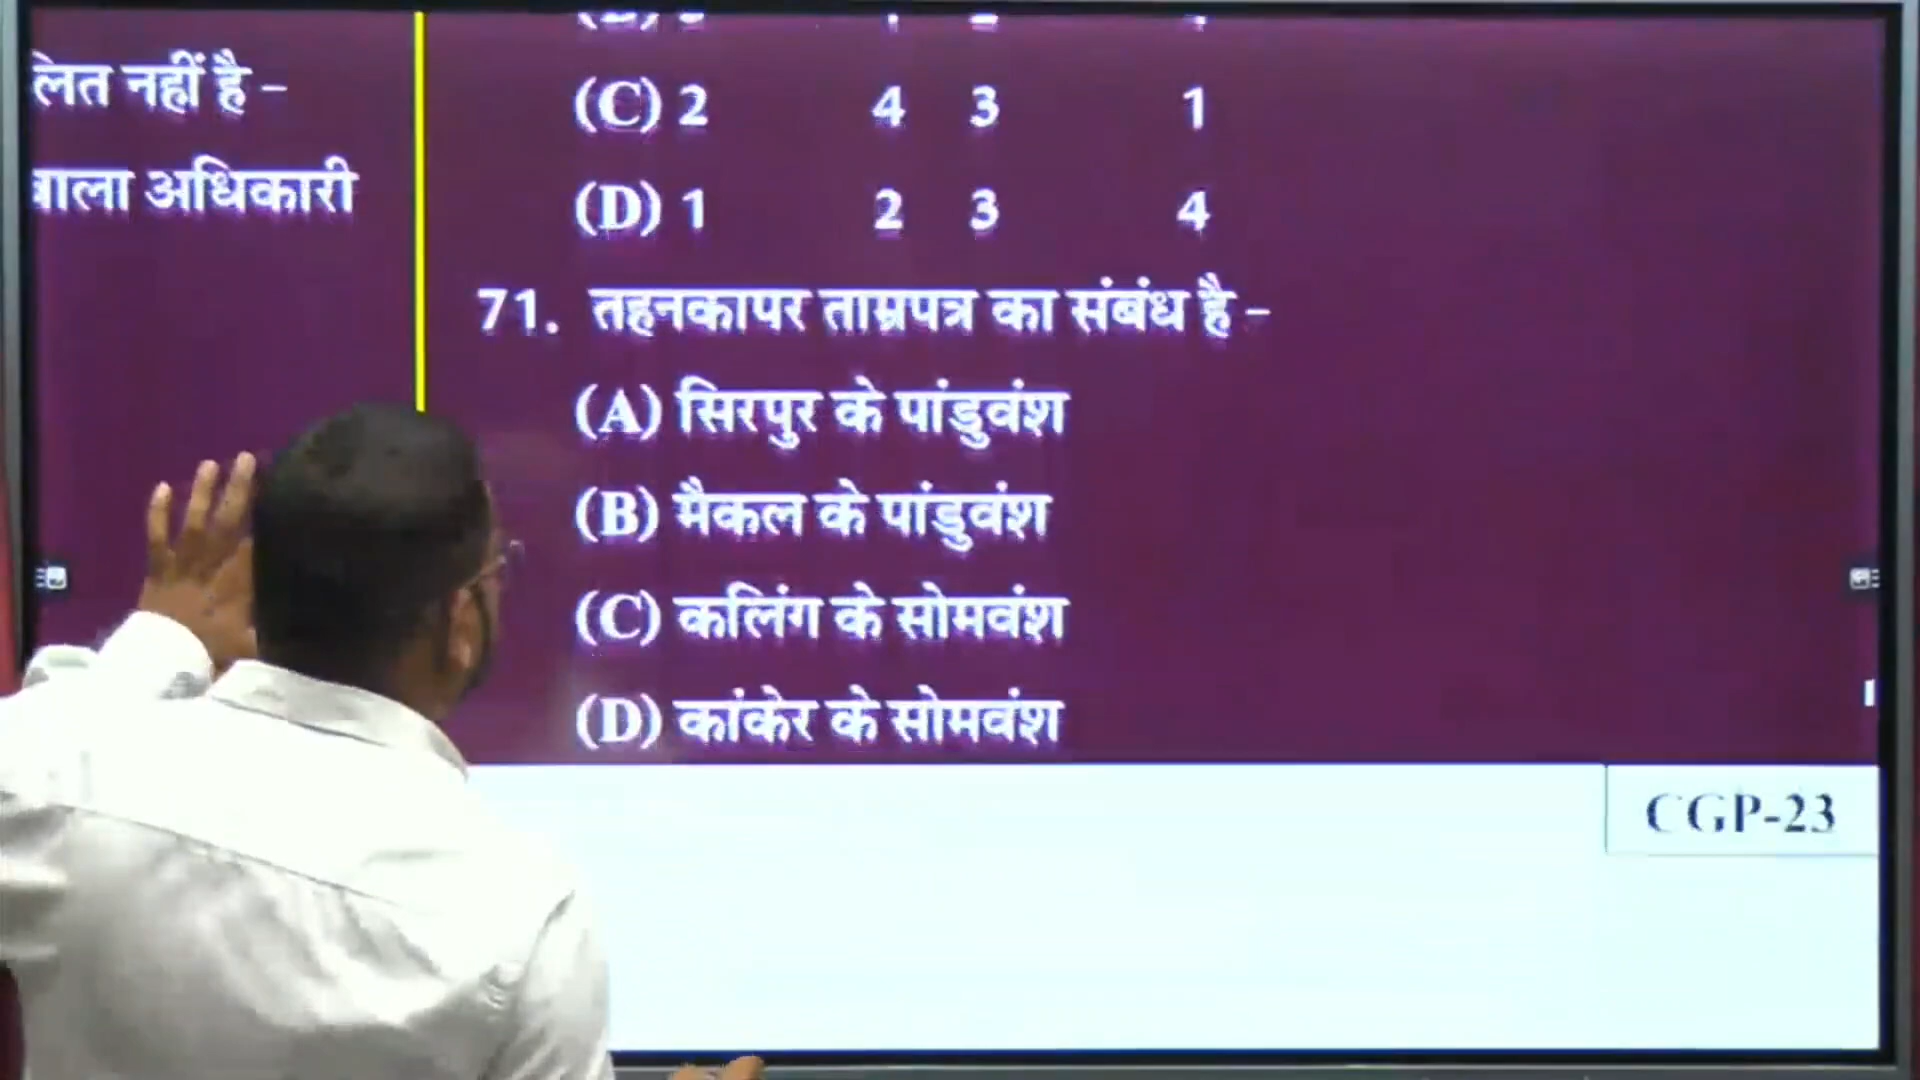 लित नहीं है –
वाला अधिकारी
(C) 2 4 3 1
(D) 1 2 3 4
71. तहनकापर ताम्रपत्र का संबंध है –
(A) सिरपुर के पांडुवंश
(B) मैकल के पांडुवंश
(C) कलिंग के सोमवंश
(D) कांकेर के सोमवंश
CGP-23